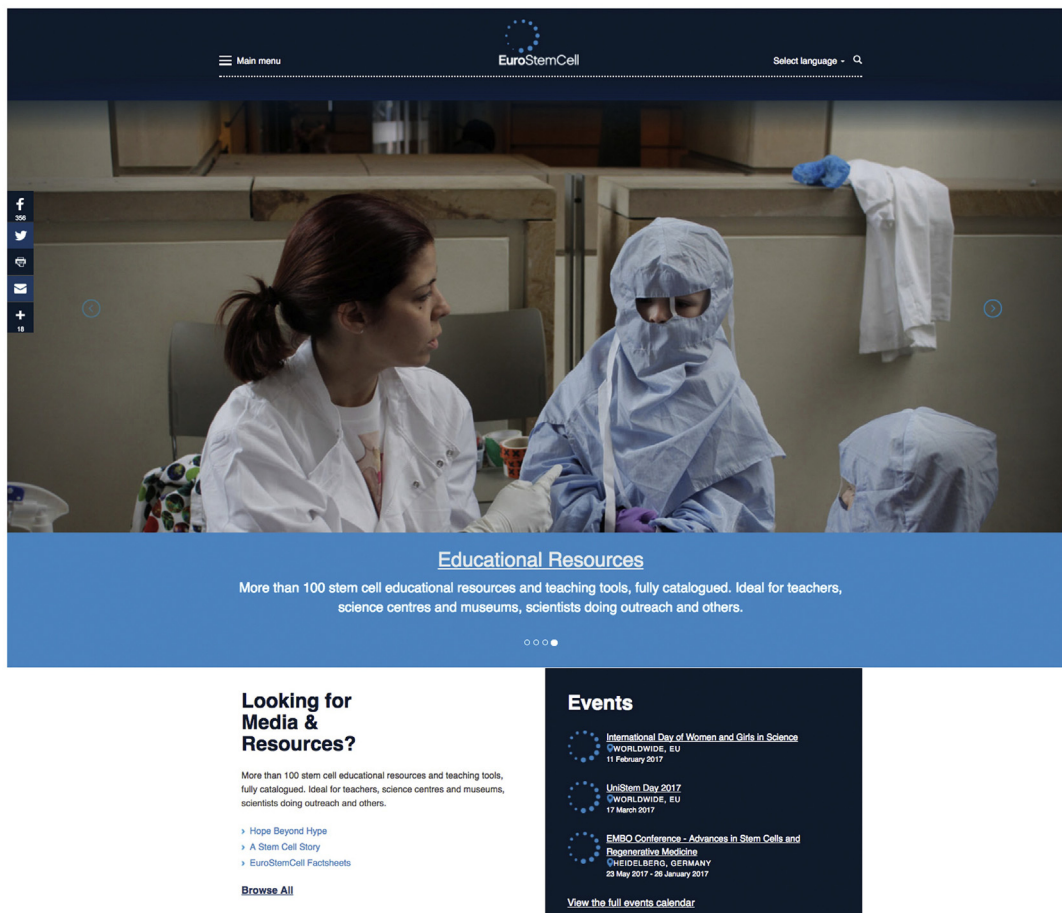 Main menu
EuroStemCell
Select language
356
18
Educational Resources
More than 100 stem cell educational resources and teaching tools, fully catalogued. Ideal for teachers,
science centres and museums, scientists doing outreach and others.
Looking for
Media &
Resources?
More than 100 stem cell educational resources and teaching tools,
fully catalogued. Ideal for teachers, science centres and museums,
scientists doing outreach and others.
› Hope Beyond Hype
› A Stem Cell Story
› EuroStemCell Factsheets
Browse All
Events
International Day of Women and Girls in Science
WORLDWIDE, EU
11 February 2017
UniStem Day 2017
WORLDWIDE, EU
17 March 2017
EMBO Conference - Advances in Stem Cells and
Regenerative Medicine
HEIDELBERG, GERMANY
23 May 2017 - 26 January 2017
View the full events calendar